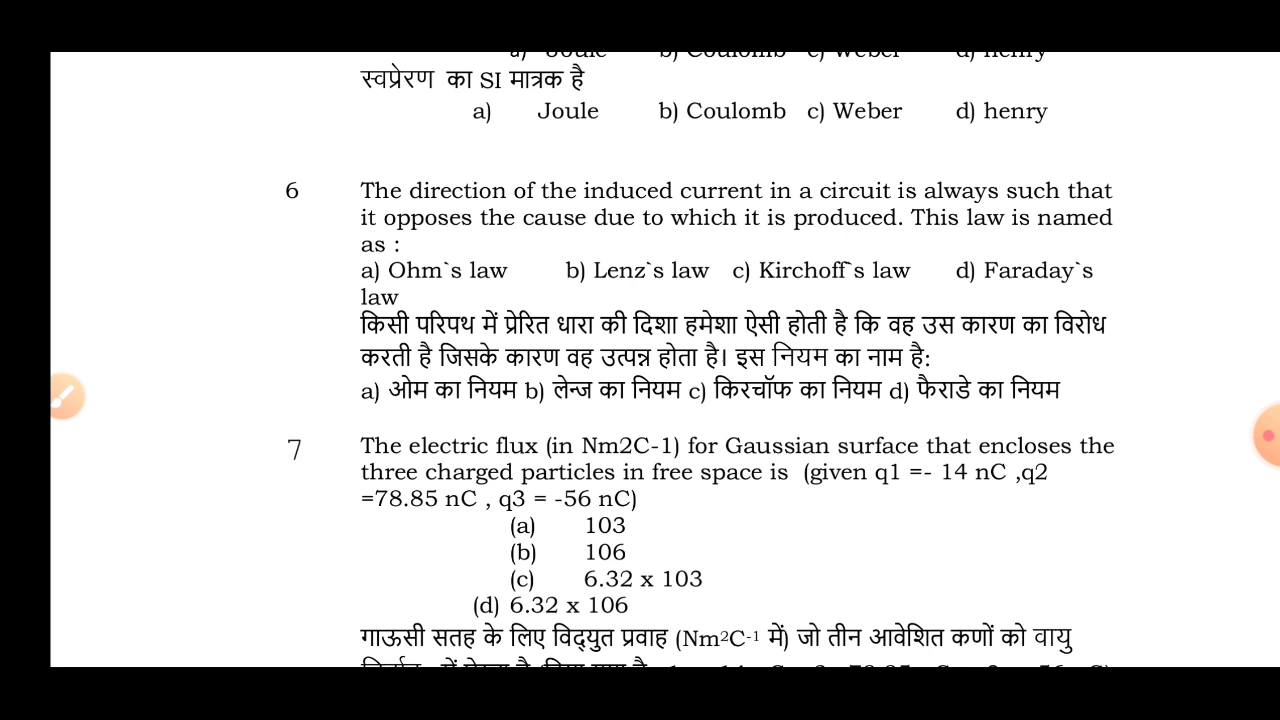 a) Joule b) Coulomb c) Weber d) henry
स्वप्रेरण का SI मात्रक है
a) Joule b) Coulomb c) Weber d) henry
6 The direction of the induced current in a circuit is always such that
it opposes the cause due to which it is produced. This law is named
as :
a) Ohm`s law b) Lenz`s law c) Kirchoff`s law d) Faraday`s
law
किसी परिपथ में प्रेरित धारा की दिशा हमेशा ऐसी होती है कि वह उस कारण का विरोध
करती है जिसके कारण वह उत्पन्न होता है। इस नियम का नाम है:
a) ओम का नियम b) लेन्ज का नियम c) किरचॉफ का नियम d) फैराडे का नियम
7 The electric flux (in Nm2C-1) for Gaussian surface that encloses the
three charged particles in free space is (given q1 =- 14 nC ,q2
=78.85 nC , q3 = -56 nC)
(a) 103
(b) 106
(c) 6.32 x 103
(d) 6.32 x 106
गाऊसी सतह के लिए विद्युत प्रवाह (Nm²C⁻¹ में) जो तीन आवेशित कणों को वायु